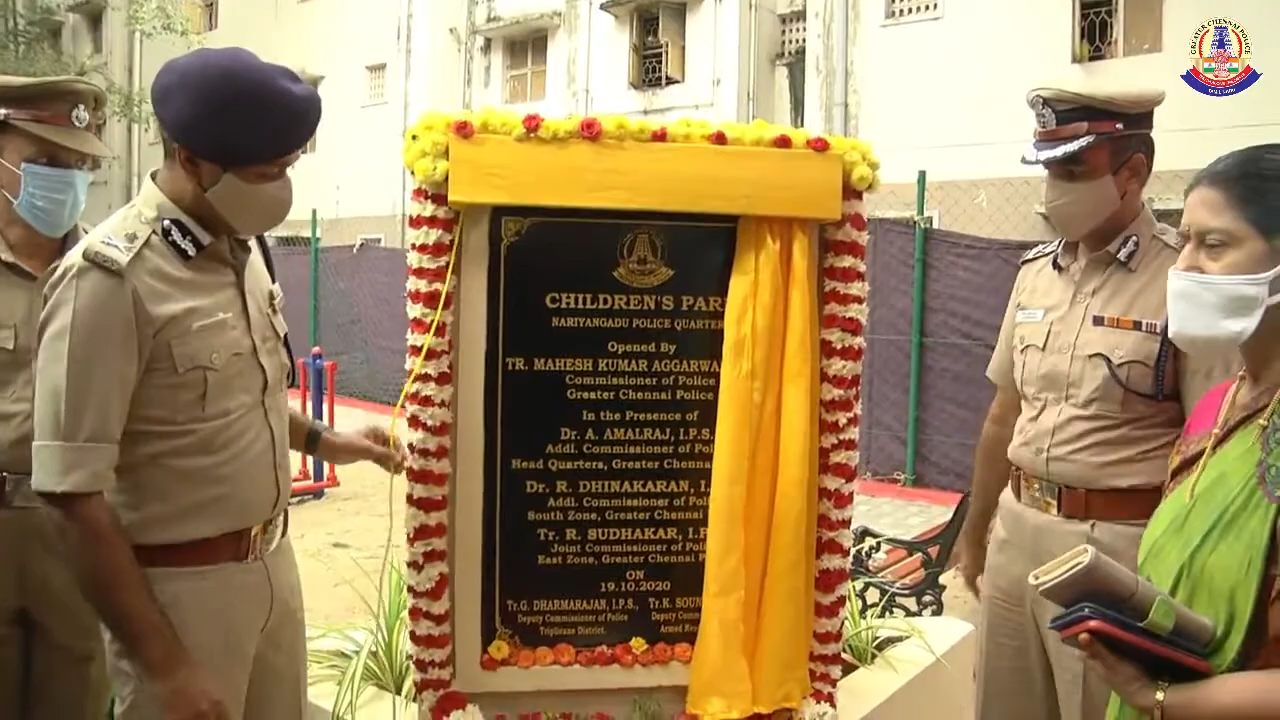 GREATER CHENNAI POLICE
CHILDREN'S PAR
NARIYANGADU POLICE QUARTER
Opened By
TR. MAHESH KUMAR AGGARWA
Commissioner of Police
Greater Chennai Police
In the Presence of
Dr. A. AMALRAJ, I.P.S.
Addl. Commissioner of Pol
Head Quarters, Greater Chenna
Dr. R. DHINAKARAN, I.
Addl. Commissioner of Pol
South Zone, Greater Chennai
Tr. R. SUDHAKAR, I.P
Joint Commissioner of Poli
East Zone, Greater Chennai P
ON
19.10.2020
Tr.G. DHARMARAJAN, I.P.S., Tr.K. SOUN
Deputy Commissioner of Police Deputy Comm
Triplicane District. Armed Res